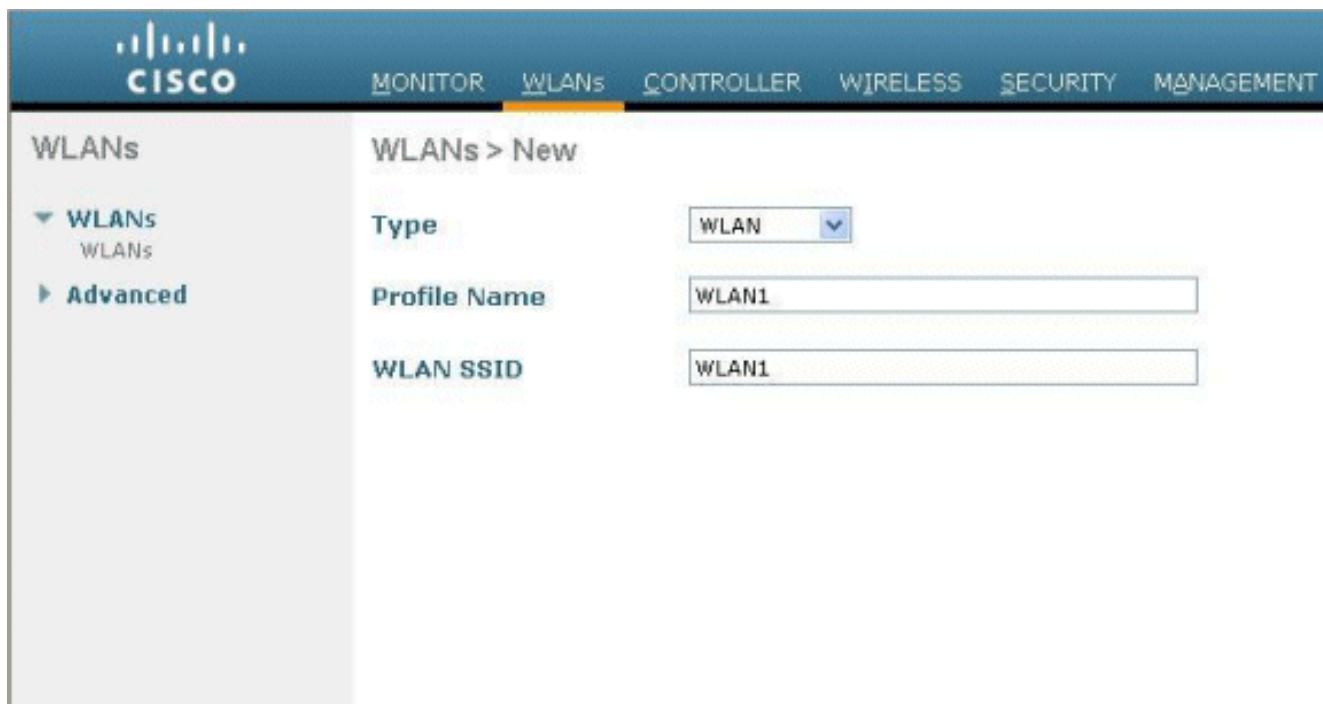 CISCO
MONITOR WLANs CONTROLLER WIRELESS SECURITY MANAGEMENT
WLANs
WLANs
WLANs
Advanced
WLANs > New
Type WLAN
Profile Name WLAN1
WLAN SSID WLAN1